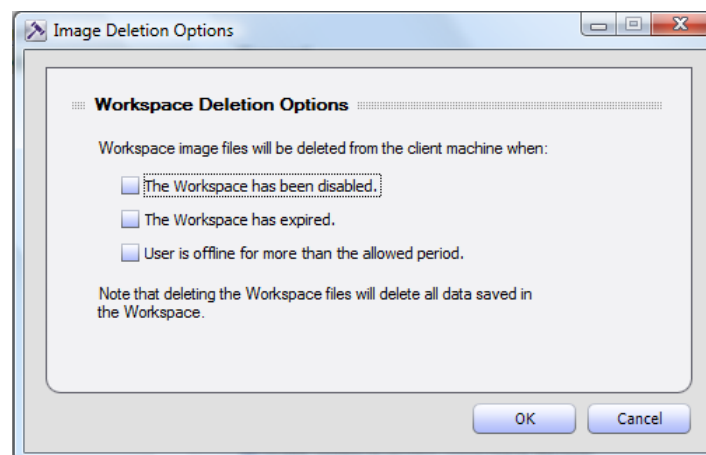 Image Deletion Options
Workspace Deletion Options
Workspace image files will be deleted from the client machine when:
The Workspace has been disabled.
The Workspace has expired.
User is offline for more than the allowed period.
Note that deleting the Workspace files will delete all data saved in
the Workspace.
OK Cancel